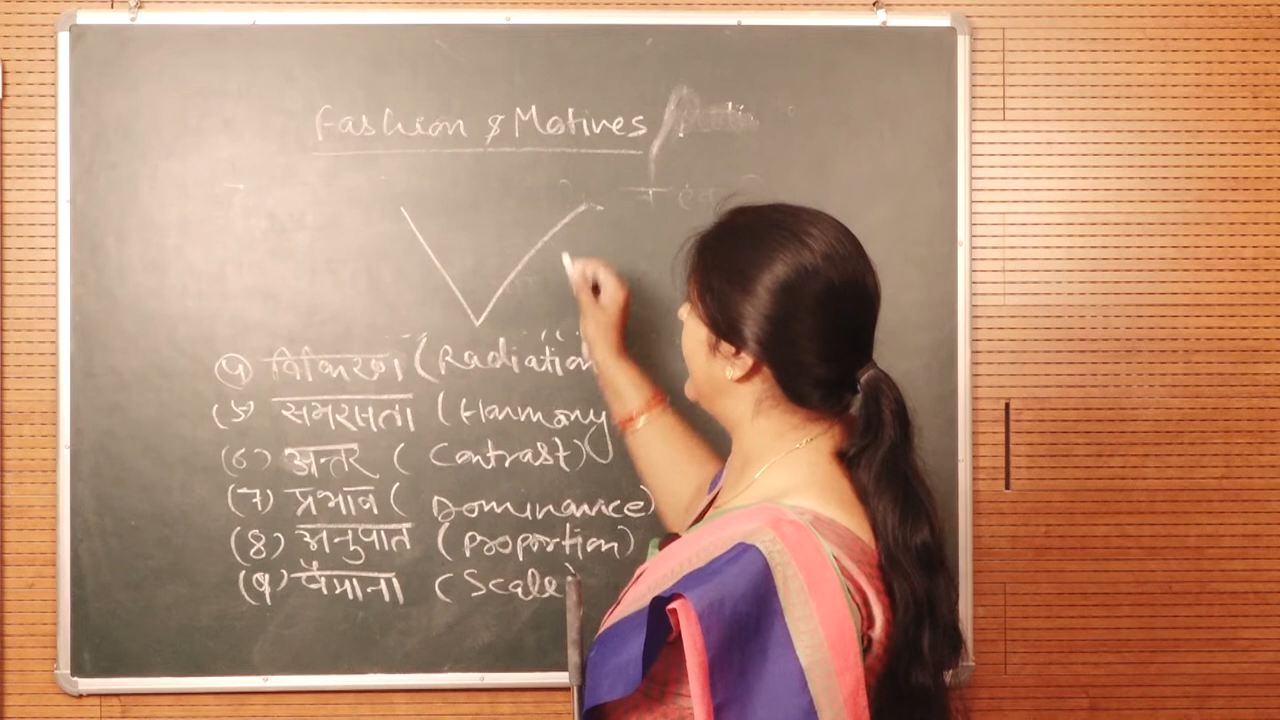 Fashion & Motives
विकिरण (Radiation
(5) समरसता (Harmony
(6) अन्तर (Contrast)
(7) प्रभाव (Dominance)
(8) अनुपात (Proportion)
(9) पैमाना (Scale)